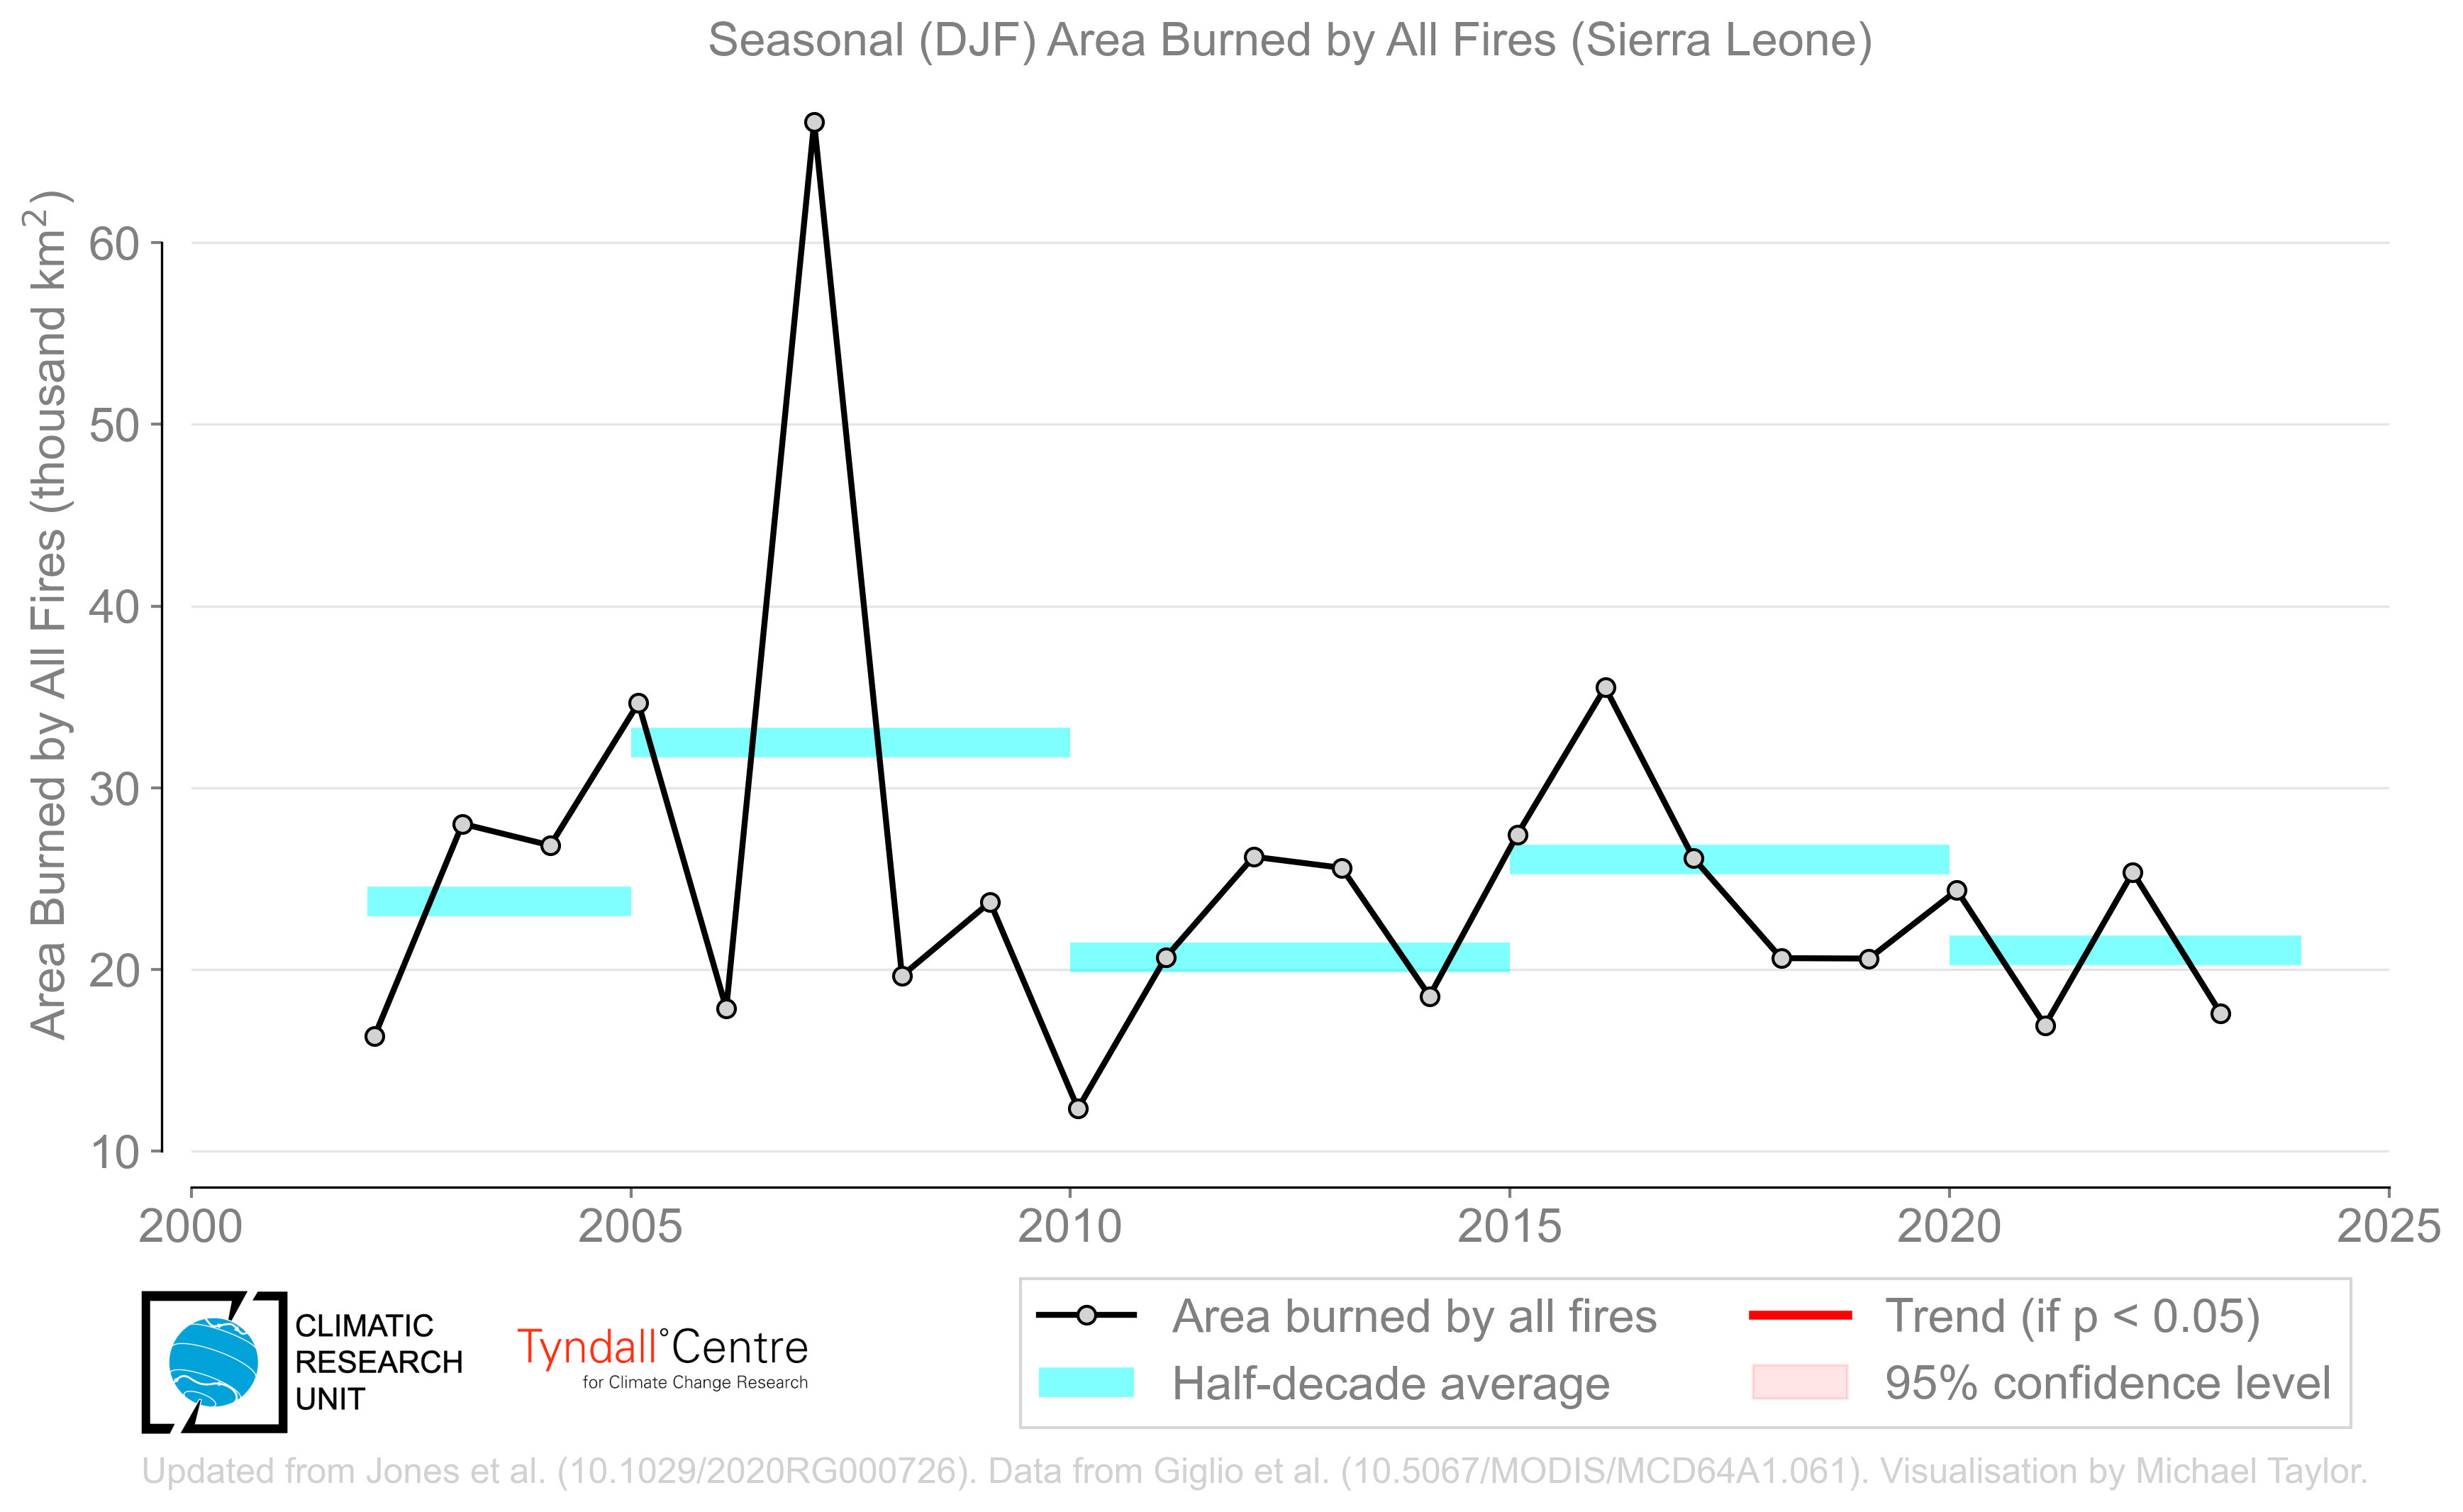 Seasonal (DJF) Area Burned by All Fires (Sierra Leone)
Area Burned by All Fires (thousand km²)
60
50
40
30
20
10
2000 2005 2010 2015 2020 2025
CLIMATIC
RESEARCH
UNIT
Tyndall°Centre
for Climate Change Research
Area burned by all fires
Half-decade average
Trend (if p < 0.05)
95% confidence level
Updated from Jones et al. (10.1029/2020RG000726). Data from Giglio et al. (10.5067/MODIS/MCD64A1.061). Visualisation by Michael Taylor.